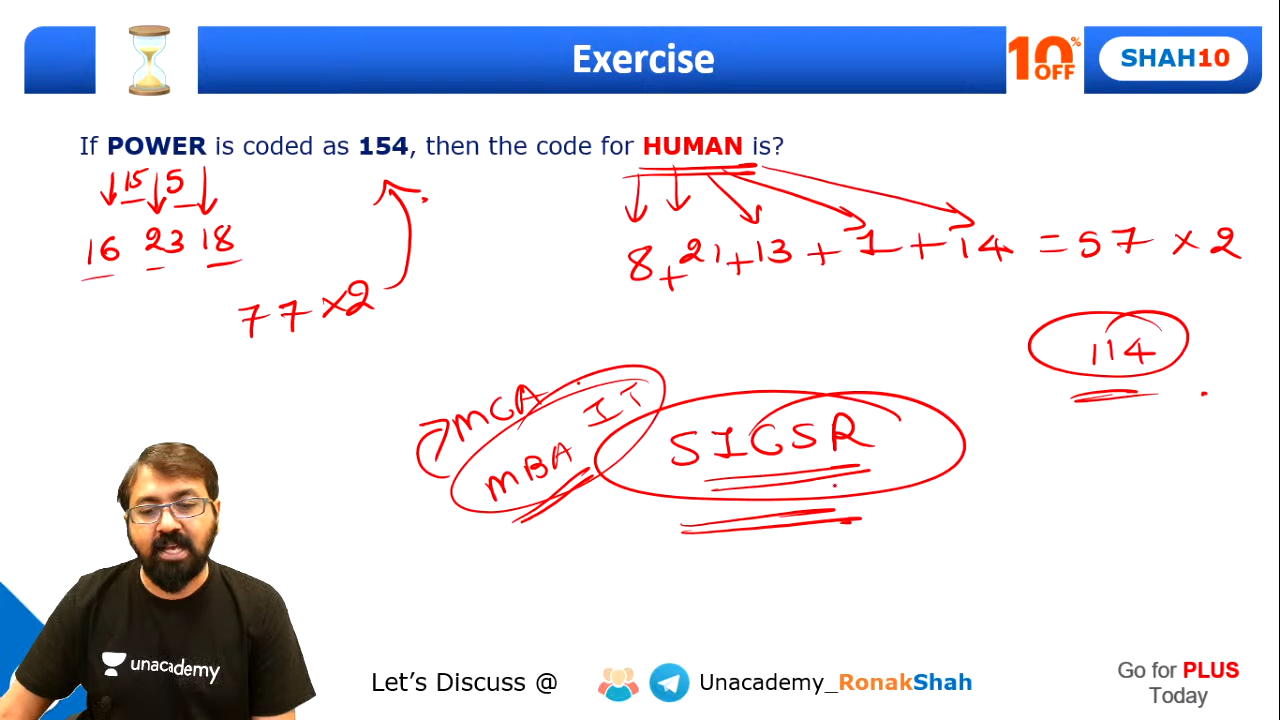 Exercise
10% OFF
SHAH10
If POWER is coded as 154, then the code for HUMAN is?
15 5
16 23 18
8+21+13+1+14=57×2
77×2
114
MCA
MBA IT
SICSR
unacademy
Let’s Discuss @ Unacademy_RonakShah
Go for PLUS
Today